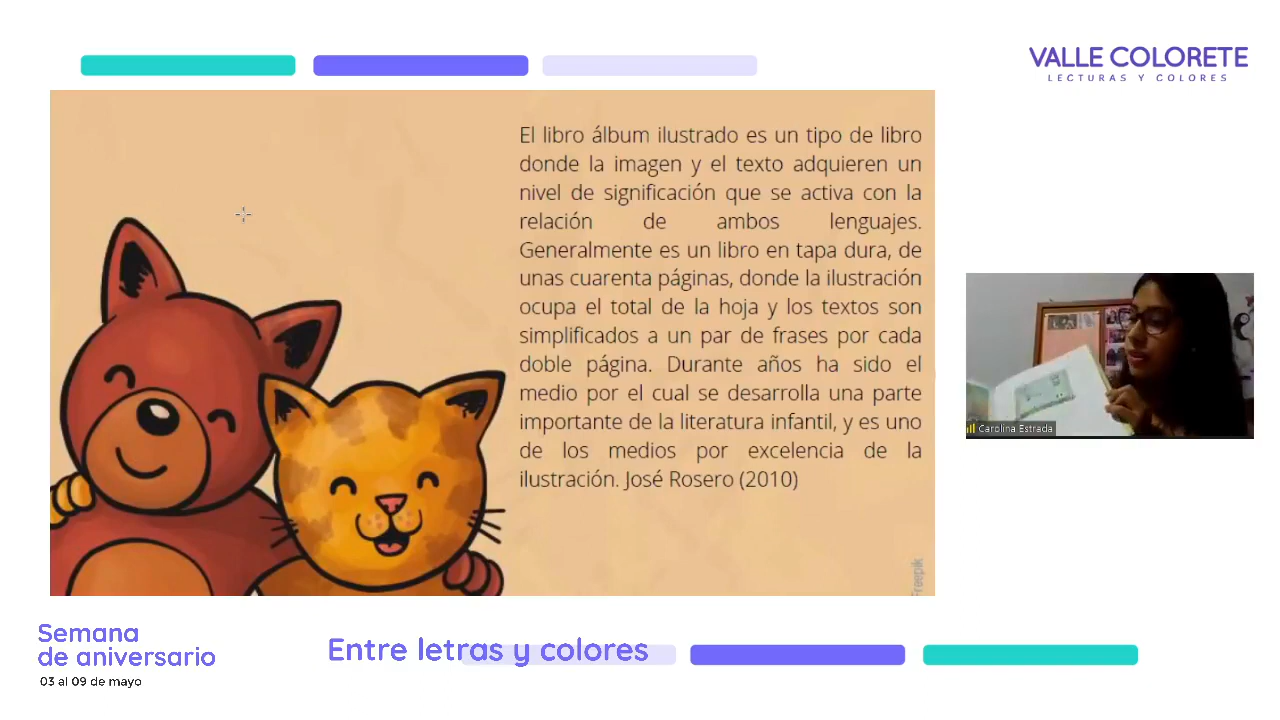 VALLE COLORETE
LECTURAS Y COLORES
El libro álbum ilustrado es un tipo de libro
donde la imagen y el texto adquieren un
nivel de significación que se activa con la
relación de ambos lenguajes.
Generalmente es un libro en tapa dura, de
unas cuarenta páginas, donde la ilustración
ocupa el total de la hoja y los textos son
simplificados a un par de frases por cada
doble página. Durante años ha sido el
medio por el cual se desarrolla una parte
importante de la literatura infantil, y es uno
de los medios por excelencia de la
ilustración. José Rosero (2010)
Freepik
Carolina Estrada
Semana
de aniversario
03 al 09 de mayo
Entre letras y colores